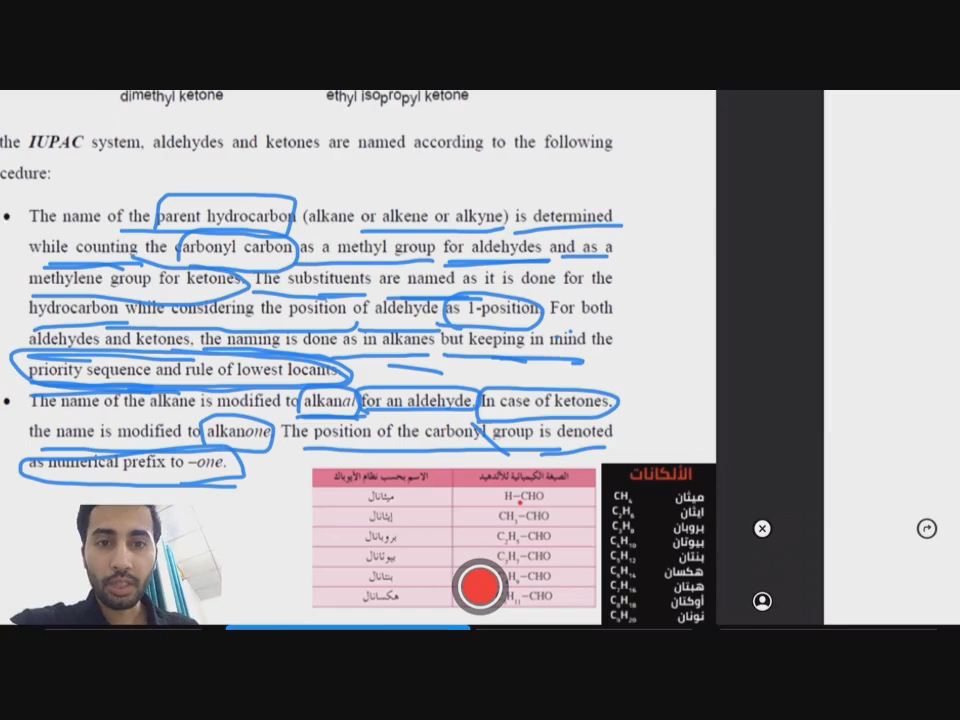 dimethyl ketone ethyl isopropyl ketone
the IUPAC system, aldehydes and ketones are named according to the following
cedure:
• The name of the parent hydrocarbon (alkane or alkene or alkyne) is determined
while counting the carbonyl carbon as a methyl group for aldehydes and as a
methylene group for ketones. The substituents are named as it is done for the
hydrocarbon while considering the position of aldehyde as 1-position. For both
aldehydes and ketones, the naming is done as in alkanes but keeping in mind the
priority sequence and rule of lowest locants.
• The name of the alkane is modified to alkanal for an aldehyde. In case of ketones,
the name is modified to alkanone. The position of the carbonyl group is denoted
as numerical prefix to –one.
الصيغة الكيميائية للألدهيد الاسم بحسب نظام الأيوباك
H–CHO ميثانال
CH₃–CHO إيثانال
C₂H₅–CHO بروبانال
C₃H₇–CHO بيوتانال
H₉–CHO بنتانال
H₁₁–CHO هكسانال
الألكانات
CH₄ ميثان
C₂H₆ ايثان
C₃H₈ بروبان
C₄H₁₀ بيوتان
C₅H₁₂ بنتان
C₆H₁₄ هكسان
C₇H₁₆ هبتان
C₈H₁₈ أوكتان
C₉H₂₀ نونان